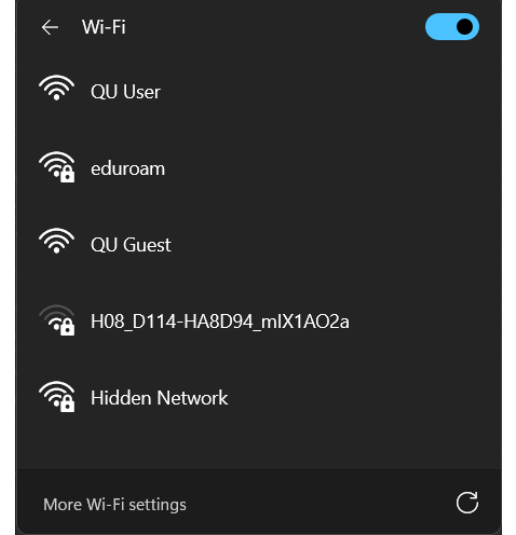 Wi-Fi
QU User
eduroam
QU Guest
H08_D114-HA8D94_mlX1AO2a
Hidden Network
More Wi-Fi settings